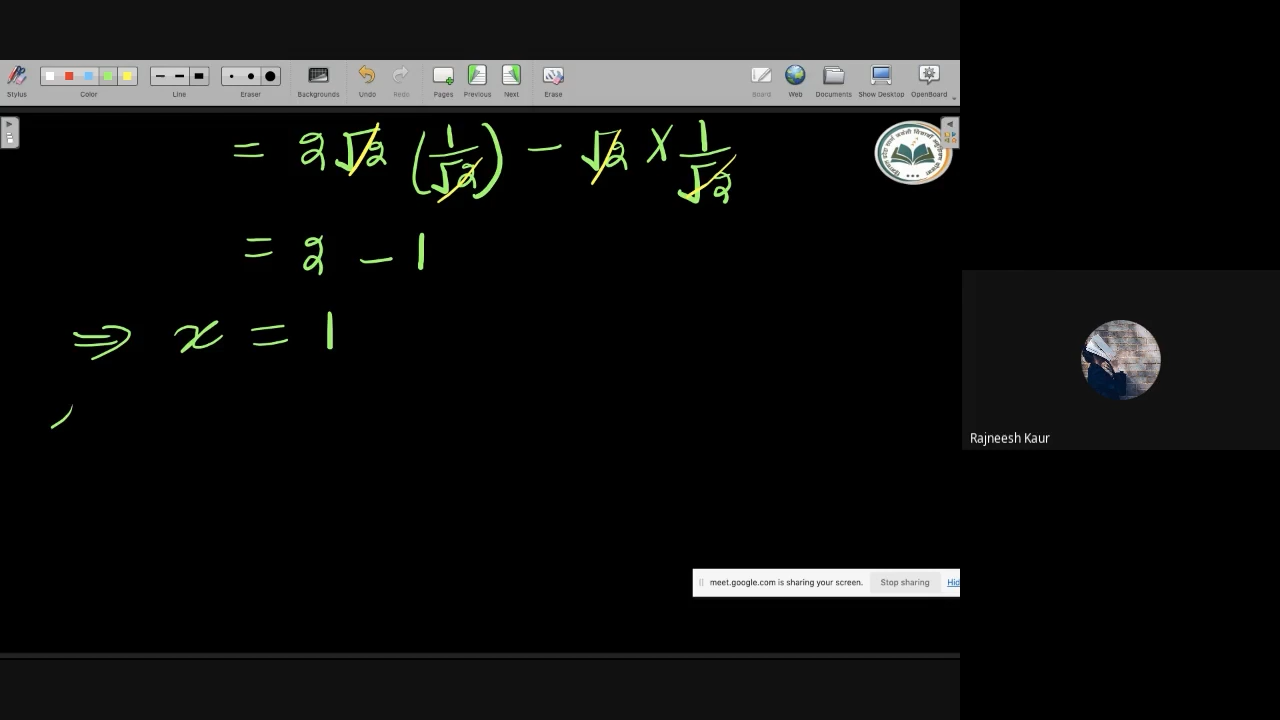 Stylus Color Line Eraser Backgrounds Undo Redo Pages Previous Next Erase Board Web Documents Show Desktop OpenBoard
= 2√2 (1/√2) − √2 × 1/√2
= 2 − 1
⇒ x = 1
Rajneesh Kaur
meet.google.com is sharing your screen. Stop sharing Hid